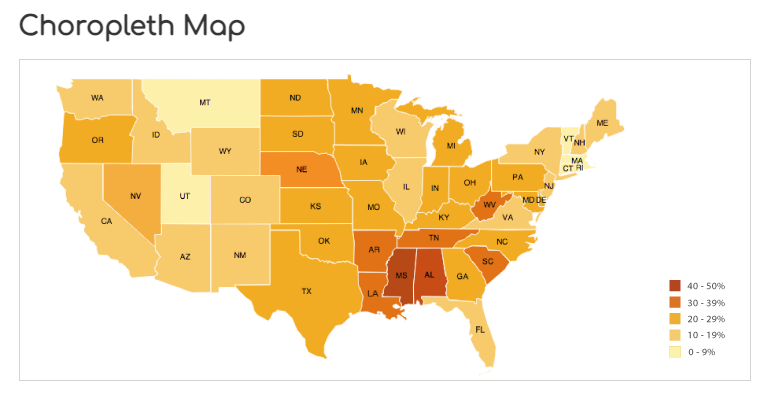 Choropleth Map
WA
MT
ND
MN
OR
ID
SD
WI
MI
ME
VT
NH
WY
NY
MA
CT RI
NE
IA
PA
NJ
NV
UT
CO
IL
IN
OH
MD DE
KS
MO
WV
KY
VA
CA
AZ
NM
OK
AR
TN
NC
SC
TX
LA
MS
AL
GA
FL
40 - 50%
30 - 39%
20 - 29%
10 - 19%
0 - 9%